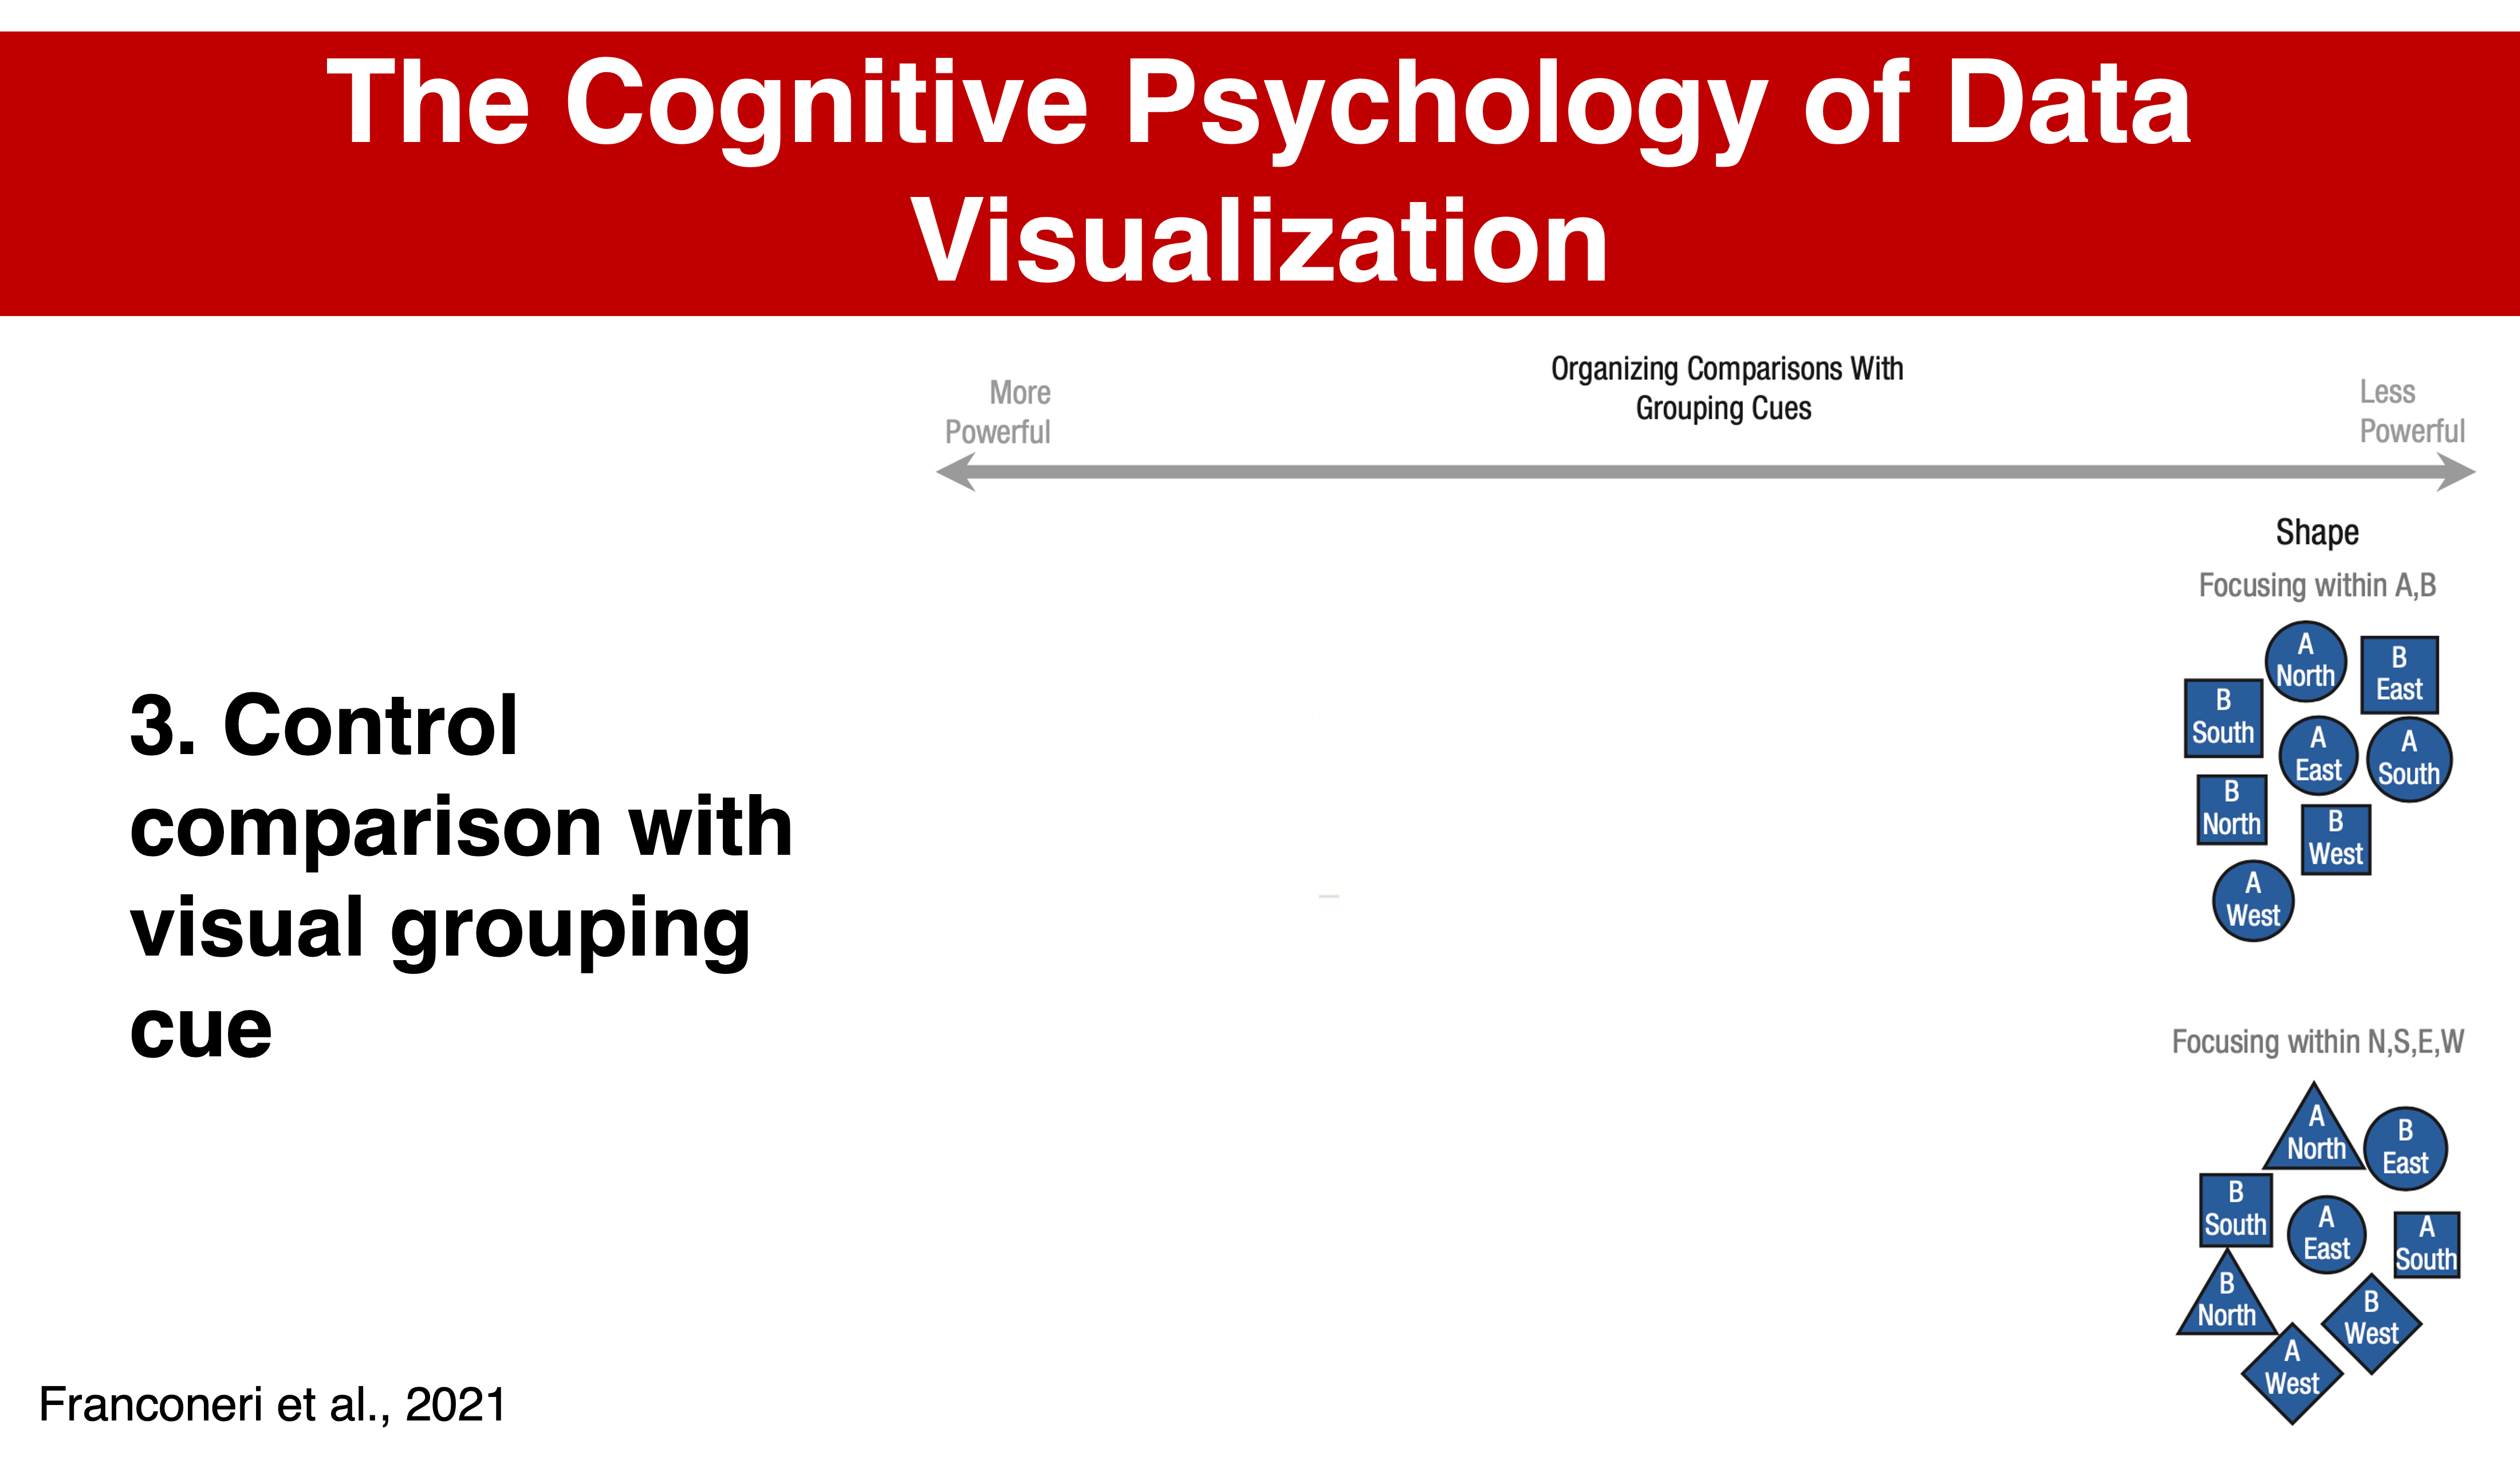 The Cognitive Psychology of Data
Visualization
More
Powerful
Organizing Comparisons With
Grouping Cues
Less
Powerful
3. Control
comparison with
visual grouping
cue
Shape
Focusing within A,B
A
North
B
East
B
South
A
East
A
South
B
North
B
West
A
West
Focusing within N,S,E,W
A
North
B
East
B
South
A
East
A
South
B
North
B
West
A
West
Franconeri et al., 2021